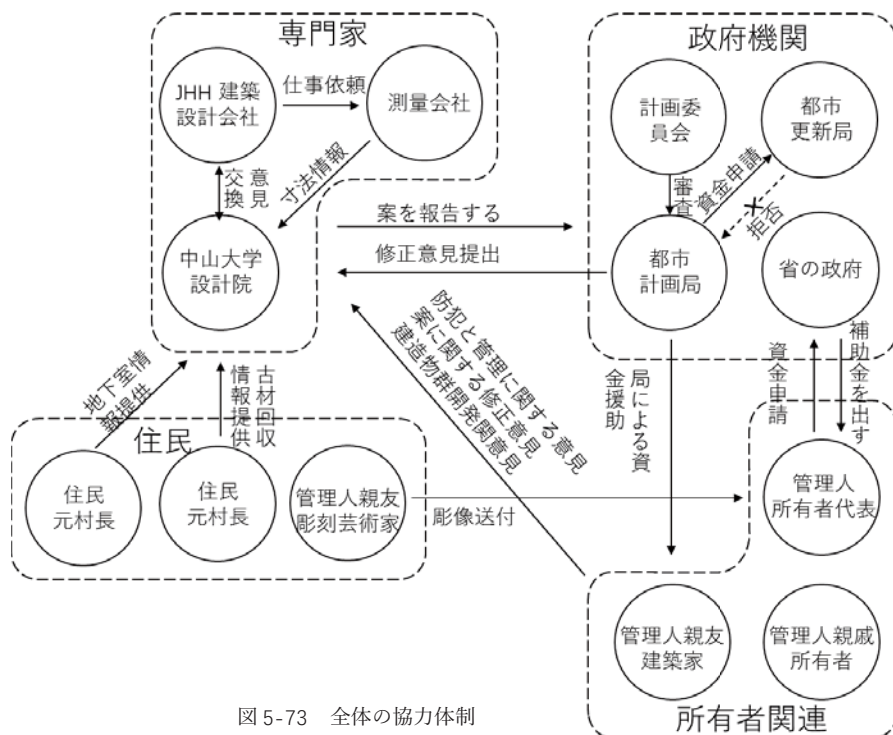 専門家
JHH 建築
設計会社
仕事依頼
測量会社
意見
交換
寸法情報
中山大学
設計院
政府機関
計画委
員会
都市
更新局
審査
資金申請
拒否
都市
計画局
省の政府
案を報告する
修正意見提出
防犯と管理に関する意見
案に関する修正意見
建造物群開発関意見
局による資
金援助
資金申請
補助金を出す
地下室情
報提供
古材回収
情報提供
住民
住民
元村長
住民
元村長
管理人親友
彫刻芸術家
彫像送付
管理人
所有者代表
管理人親友
建築家
管理人親戚
所有者
所有者関連
図 5-73 全体の協力体制